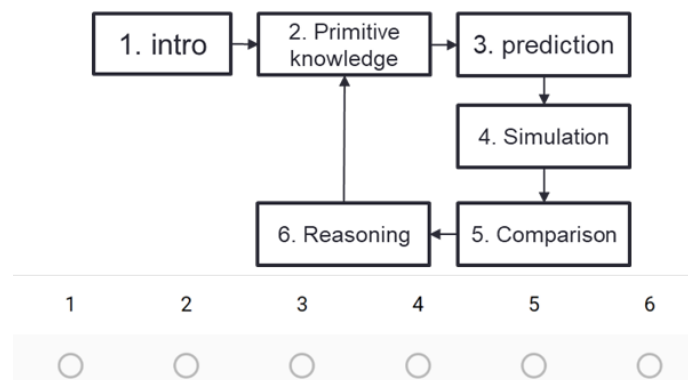 1. intro
2. Primitive
knowledge
3. prediction
4. Simulation
6. Reasoning
5. Comparison
1 2 3 4 5 6